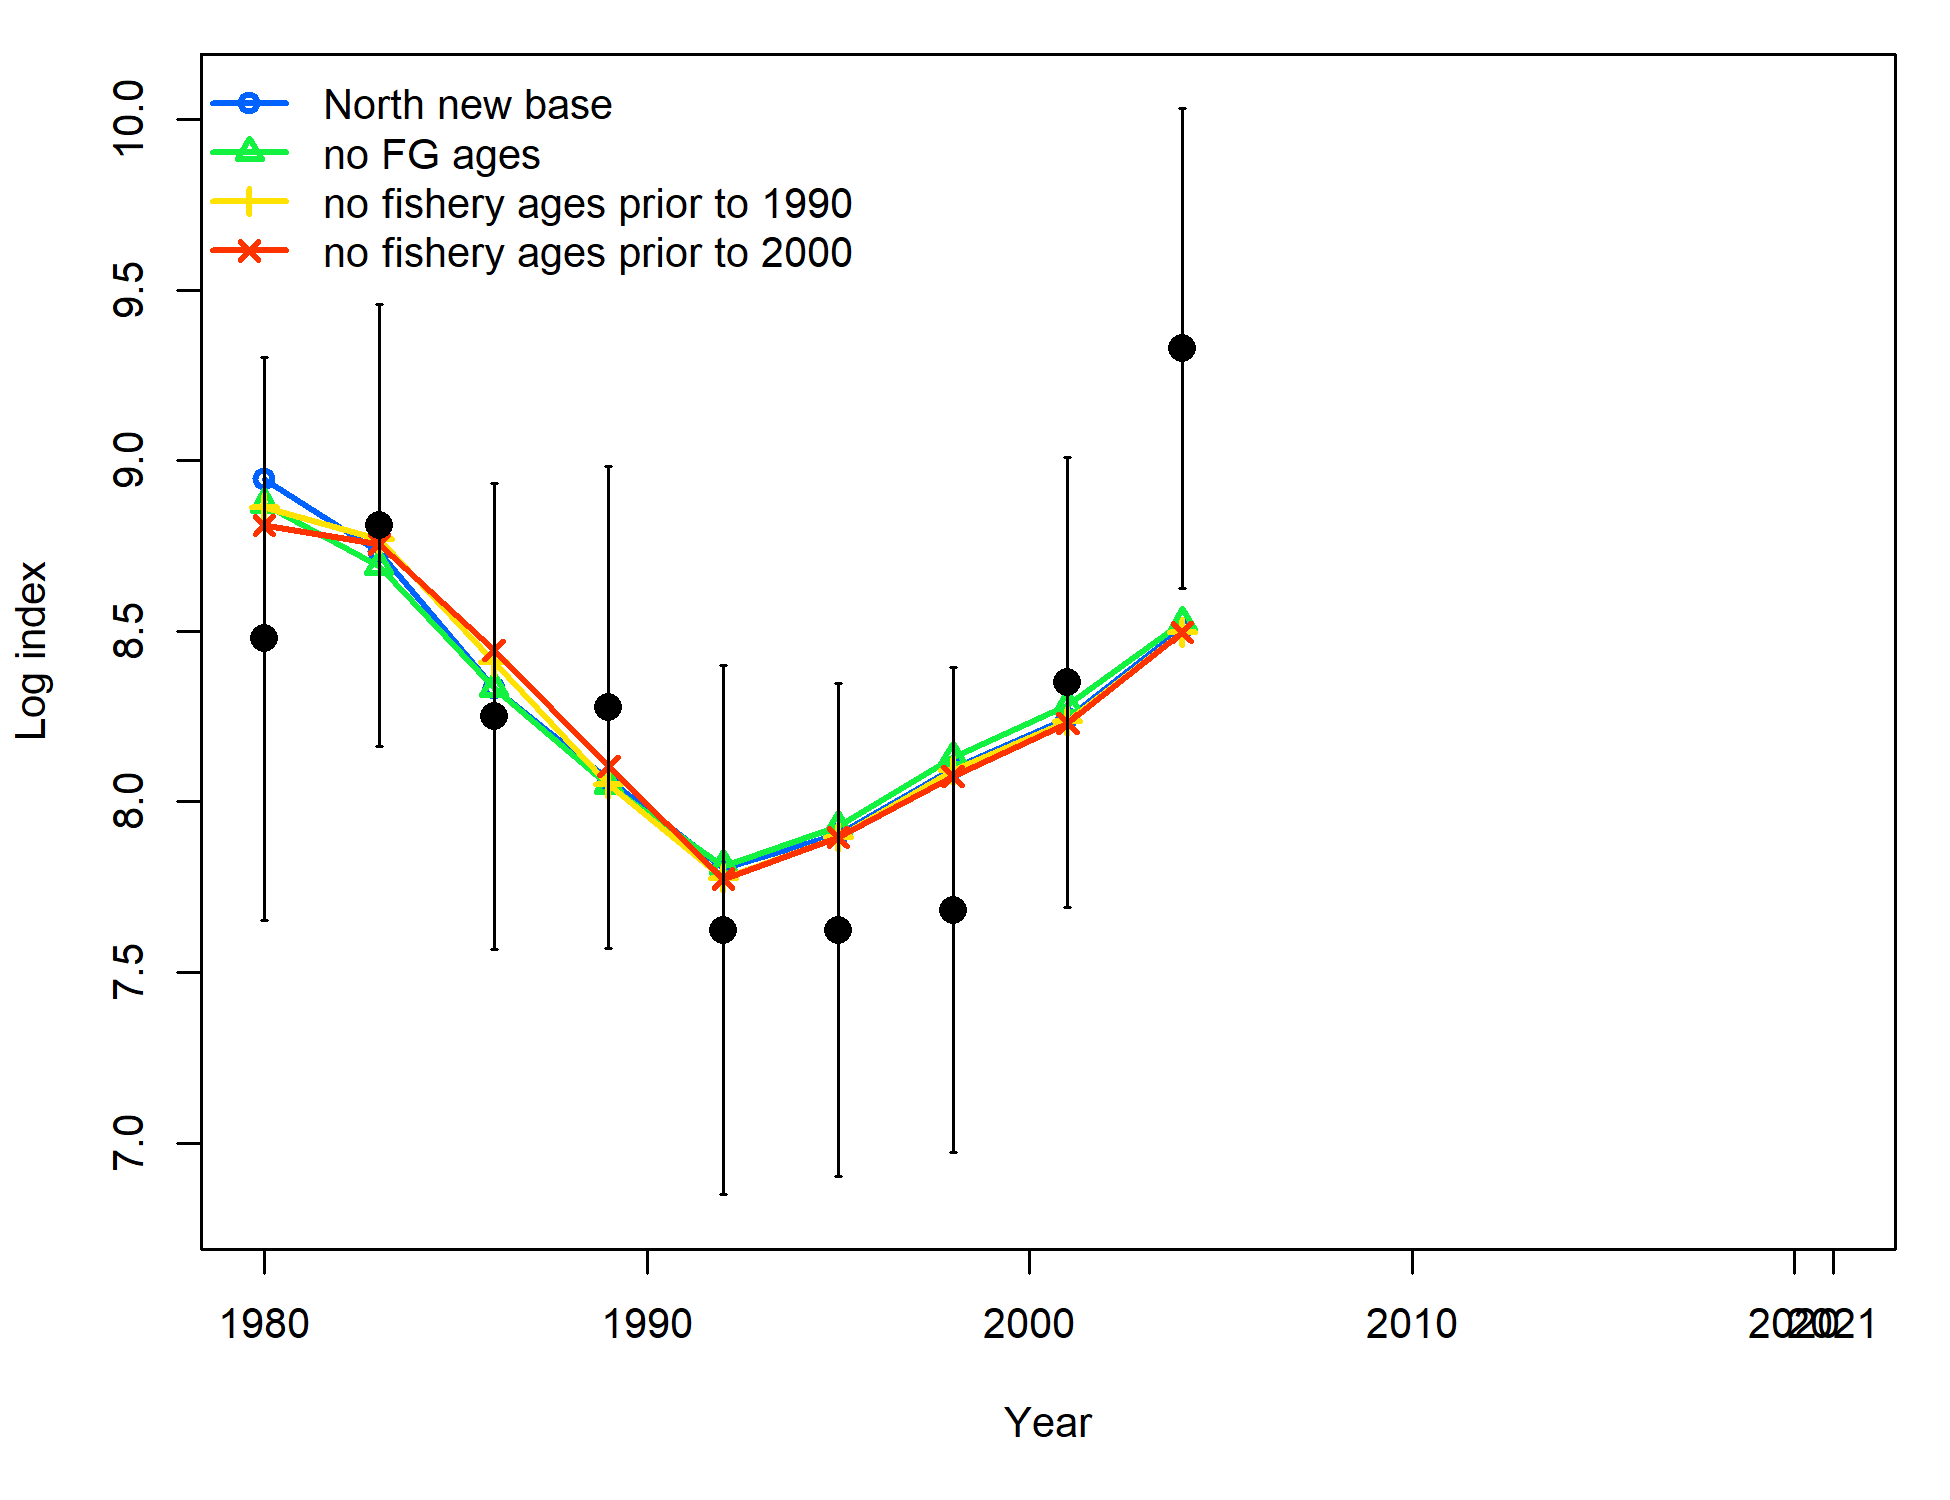 North new base
no FG ages
no fishery ages prior to 1990
no fishery ages prior to 2000
10.0
9.5
9.0
8.5
8.0
7.5
7.0
Log index
1980 1990 2000 2010 2020 2021
Year